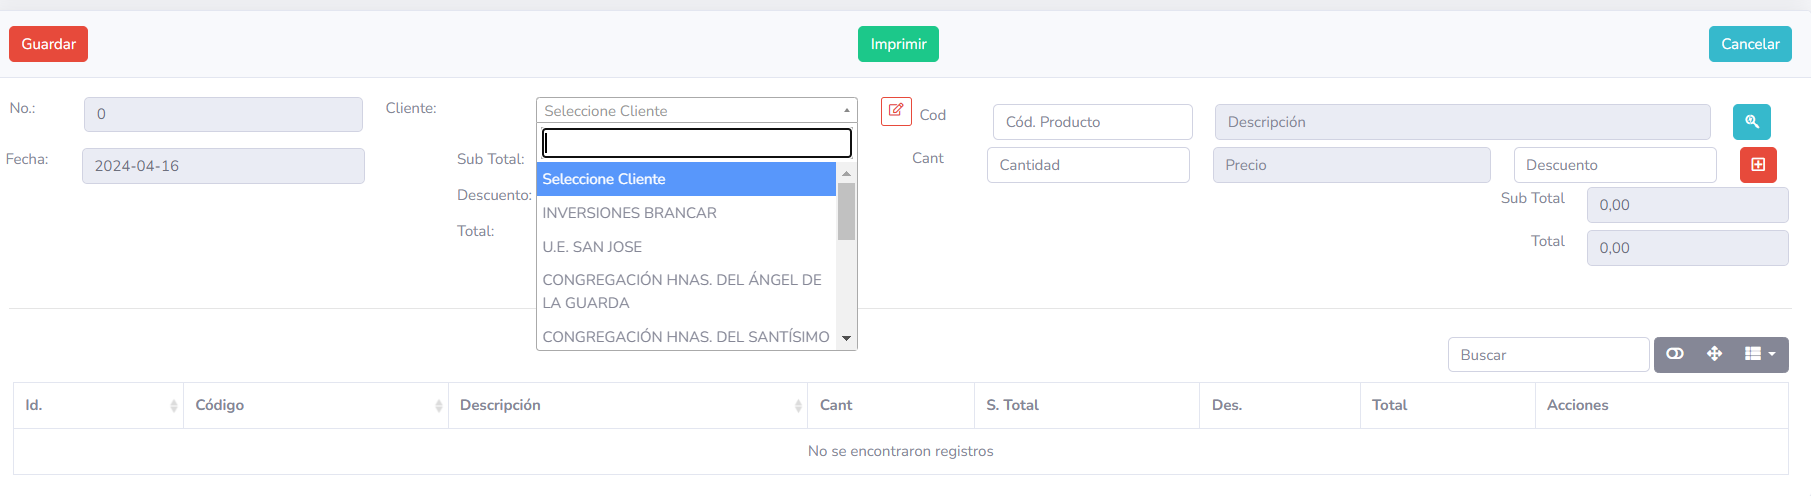 Guardar
Imprimir
Cancelar
No.:
0
Cliente:
Seleccione Cliente
Cod
Cód. Producto
Descripción
Fecha:
2024-04-16
Sub Total:
Descuento:
Total:
Seleccione Cliente
INVERSIONES BRANCAR
U.E. SAN JOSE
CONGREGACIÓN HNAS. DEL ÁNGEL DE
LA GUARDA
CONGREGACIÓN HNAS. DEL SANTÍSIMO
Cant
Cantidad
Precio
Descuento
Sub Total
0,00
Total
0,00
Buscar
Id.
Código
Descripción
Cant
S. Total
Des.
Total
Acciones
No se encontraron registros